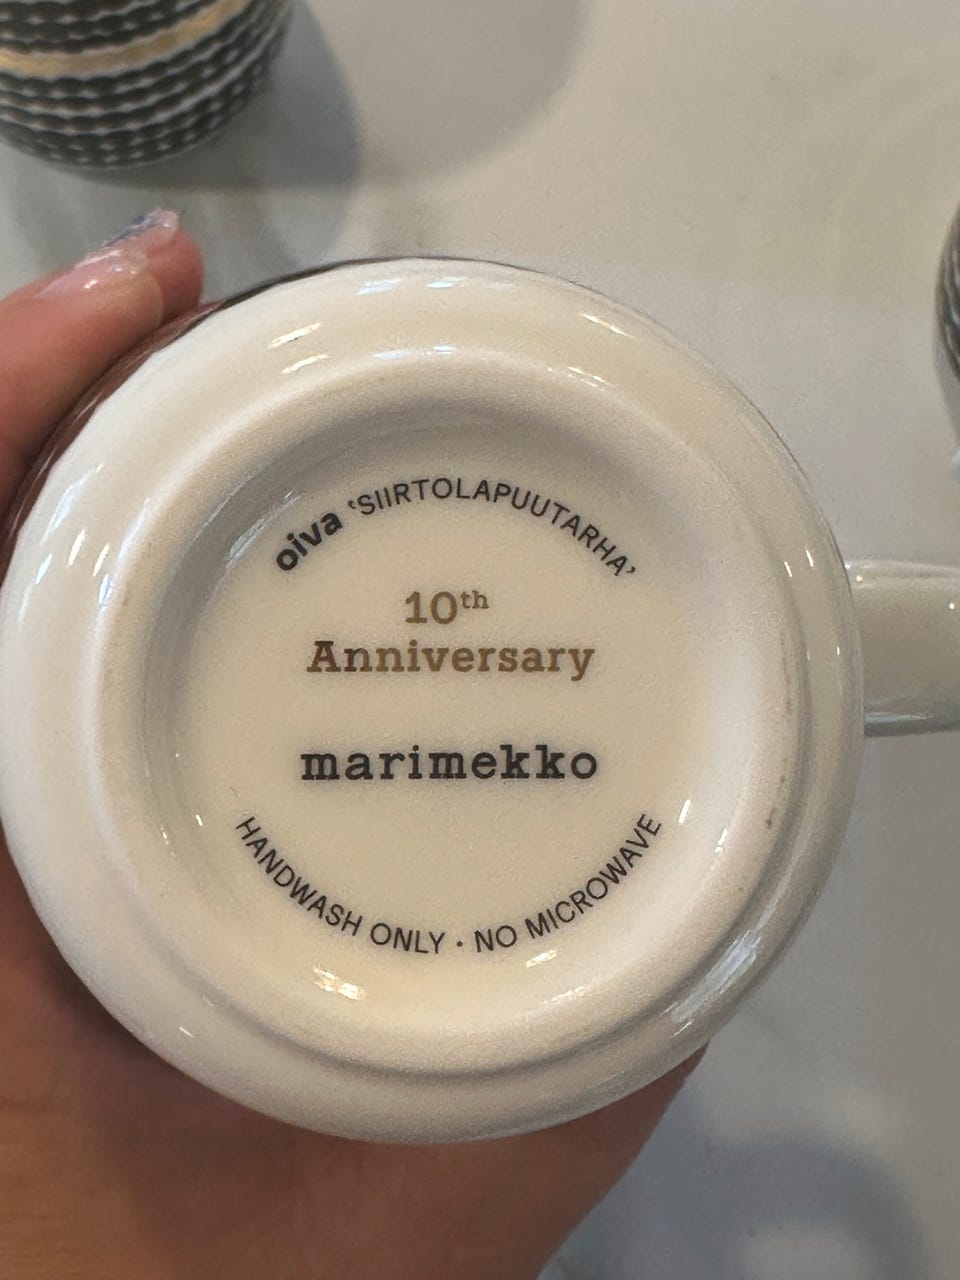 oiva ‘SIIRTOLAPUUTARHA’
10th
Anniversary
marimekko
HANDWASH ONLY · NO MICROWAVE